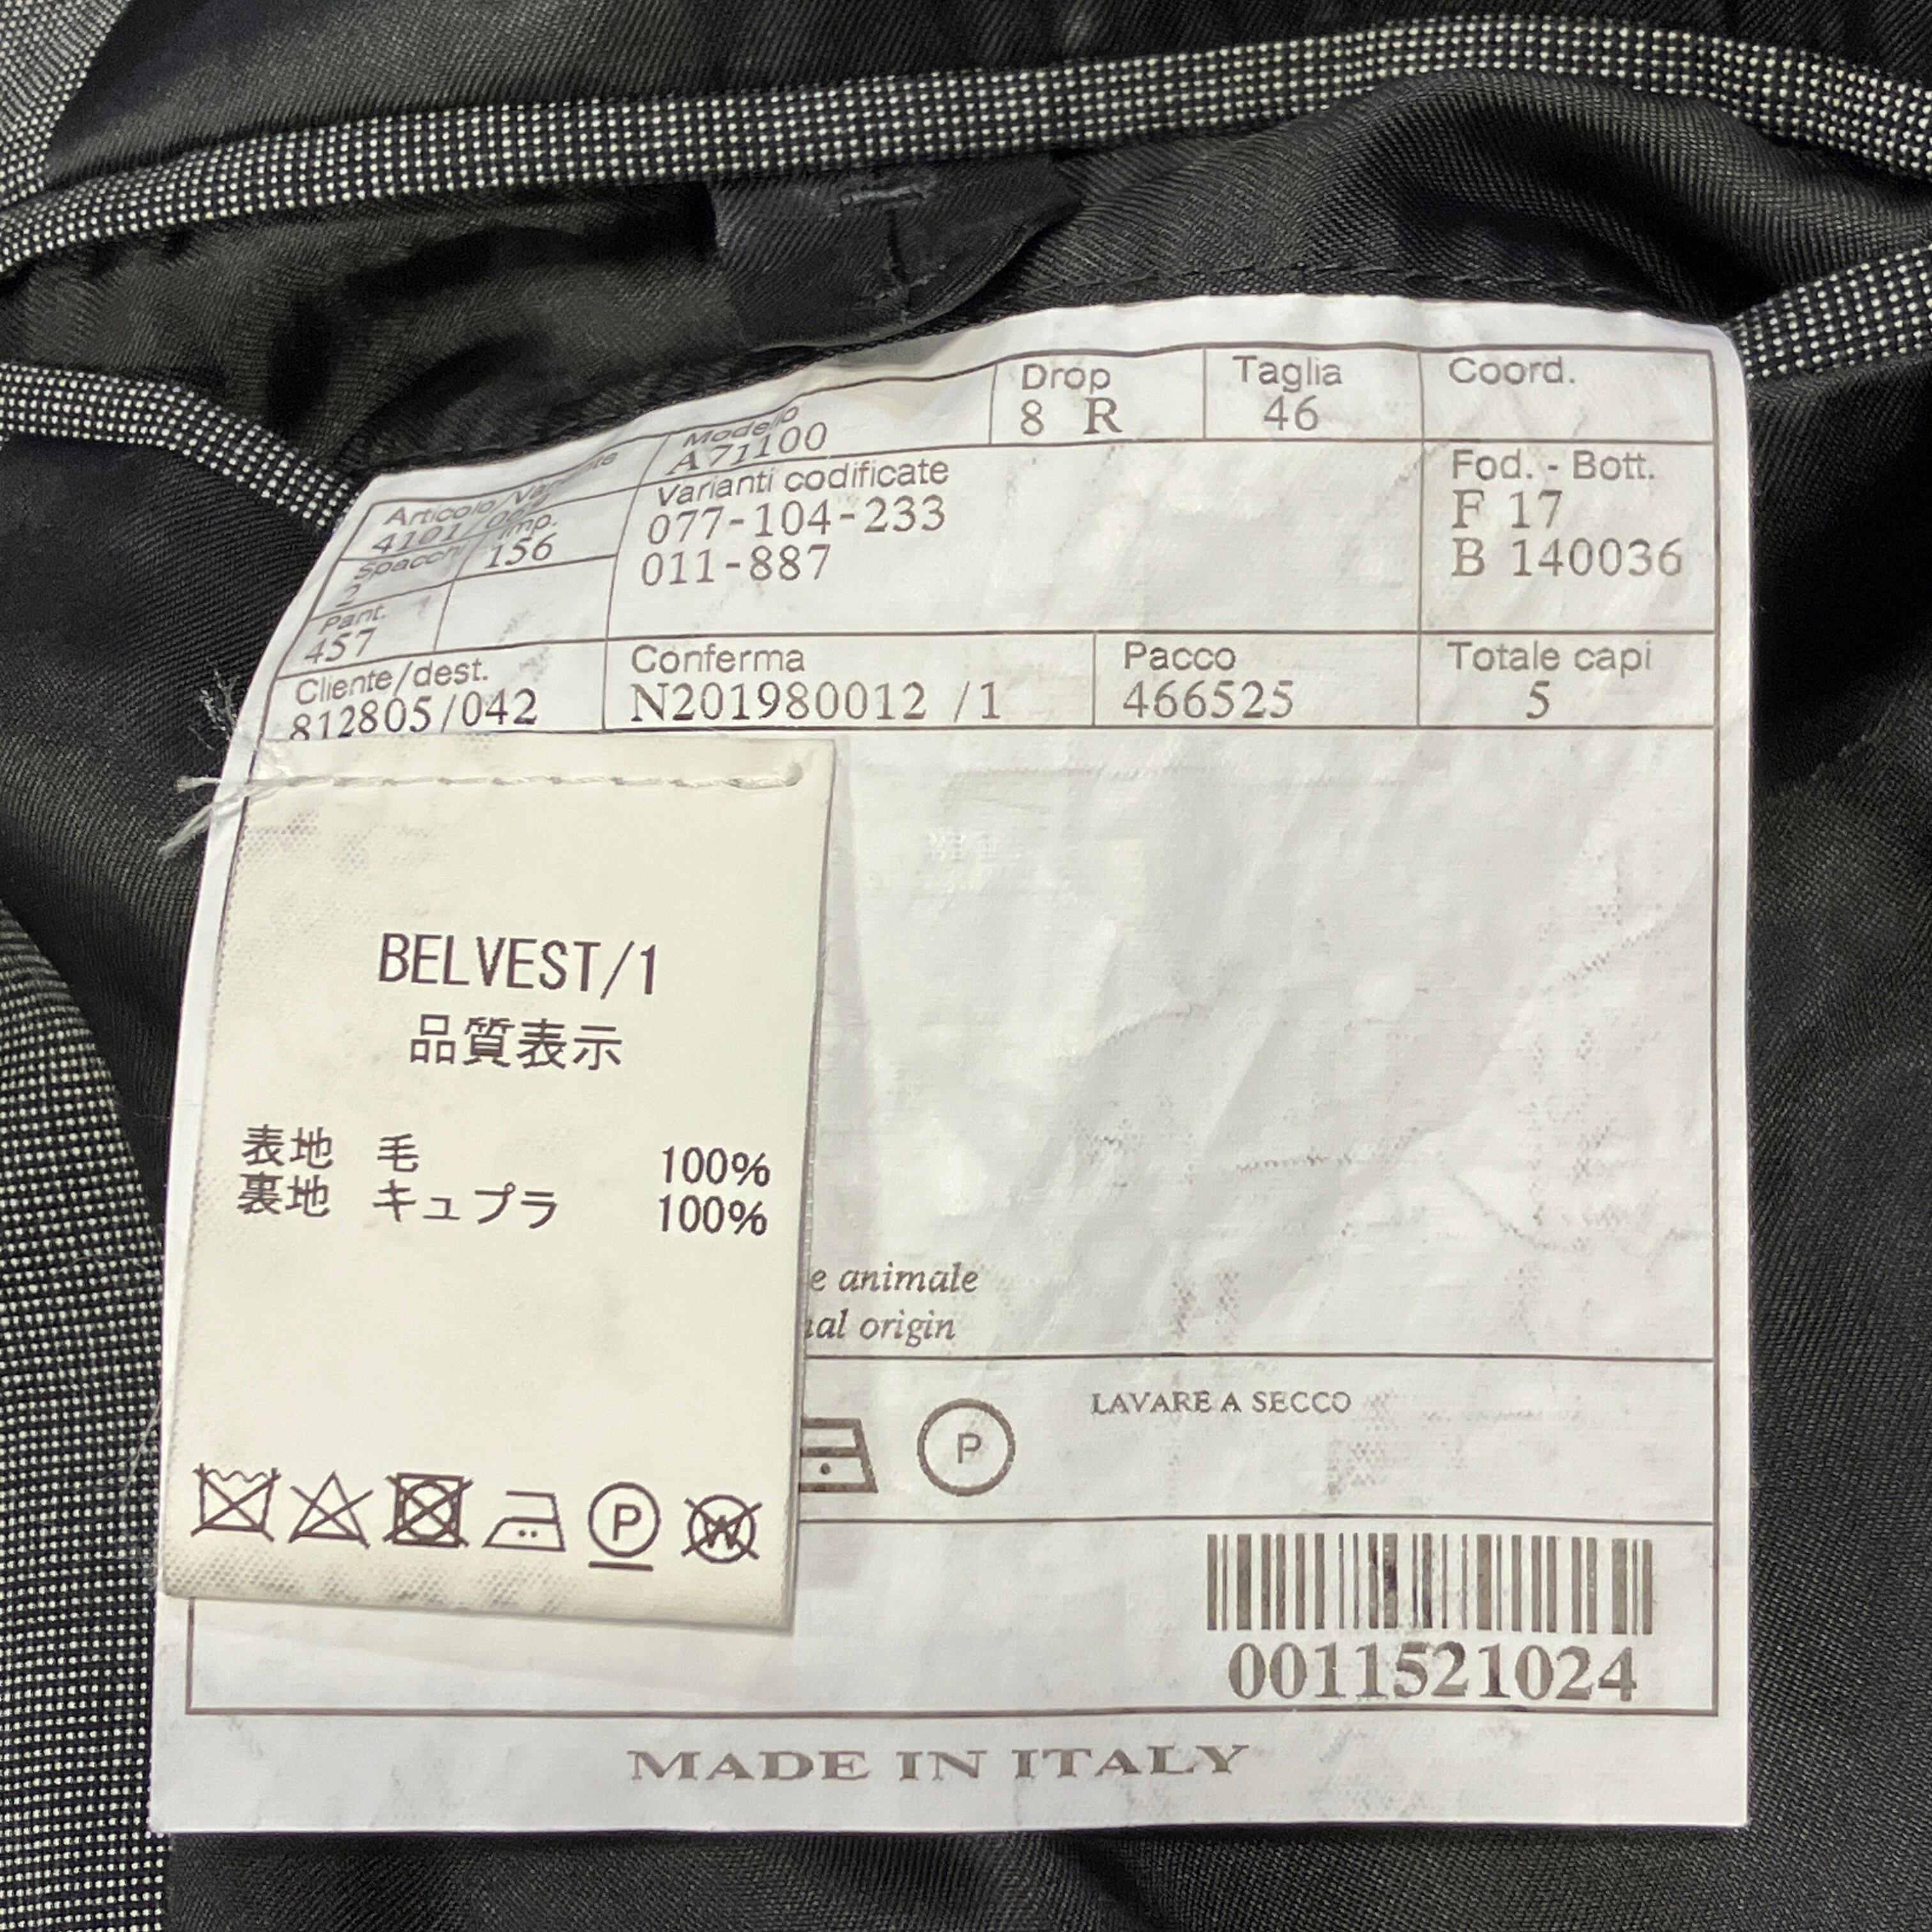 Drop
8 R
Taglia
46
Coord.
Modello
A71100
Articolo/Variante
4101/
Varianti codificate
077-104-233
011-887
Fod. - Bott.
F 17
B 140036
Spacchi
2
Imp.
156
Pant.
457
Cliente/dest.
812805/042
Conferma
N201980012 /1
Pacco
466525
Totale capi
5
BELVEST/1
品質表示
表地 毛 100%
裏地 キュプラ 100%
e animale
al origin
P
LAVARE A SECCO
P
W
0011521024
MADE IN ITALY